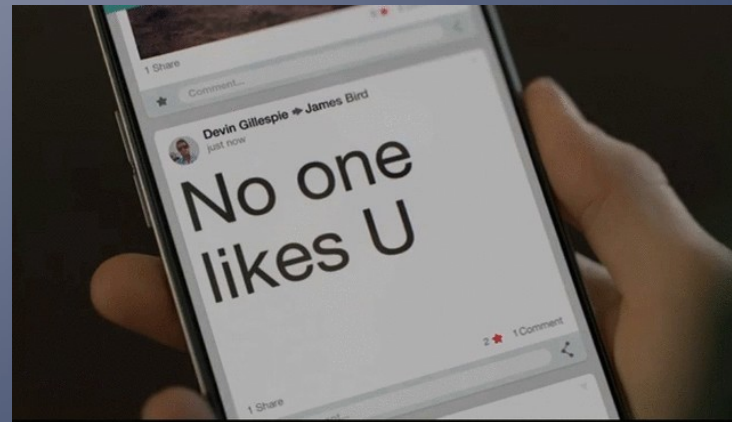 1 Share
Comment...
Devin Gillespie James Bird
just now
No one
likes U
2 1 Comment
1 Share